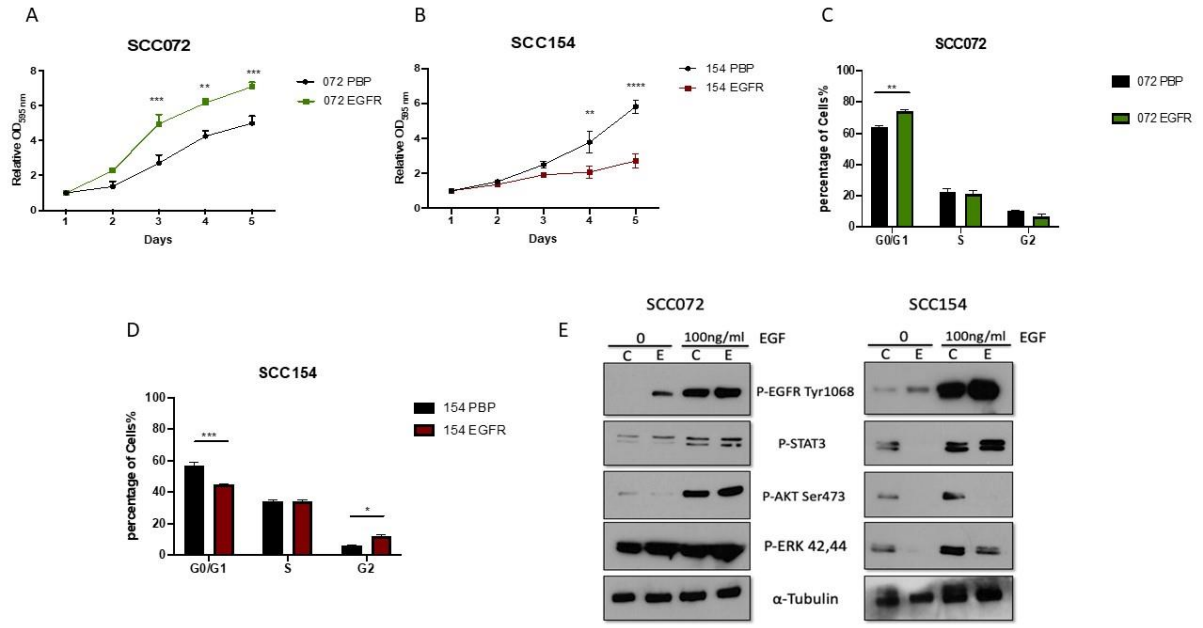 A
SCC072
8
6
4
2
0
Relative OD595 nm
1 2 3 4 5
Days
***
**
***
072 PBP
072 EGFR
B
SCC154
8
6
4
2
0
Relative OD595 nm
1 2 3 4 5
Days
**
****
154 PBP
154 EGFR
C
SCC072
100
80
60
40
20
0
percentage of Cells%
**
G0/G1 S G2
072 PBP
072 EGFR
D
SCC154
100
80
60
40
20
0
percentage of Cells%
***
*
G0/G1 S G2
154 PBP
154 EGFR
E
SCC072 SCC154
0 100ng/ml EGF 0 100ng/ml EGF
C E C E C E C E
P-EGFR Tyr1068
P-STAT3
P-AKT Ser473
P-ERK 42,44
α-Tubulin